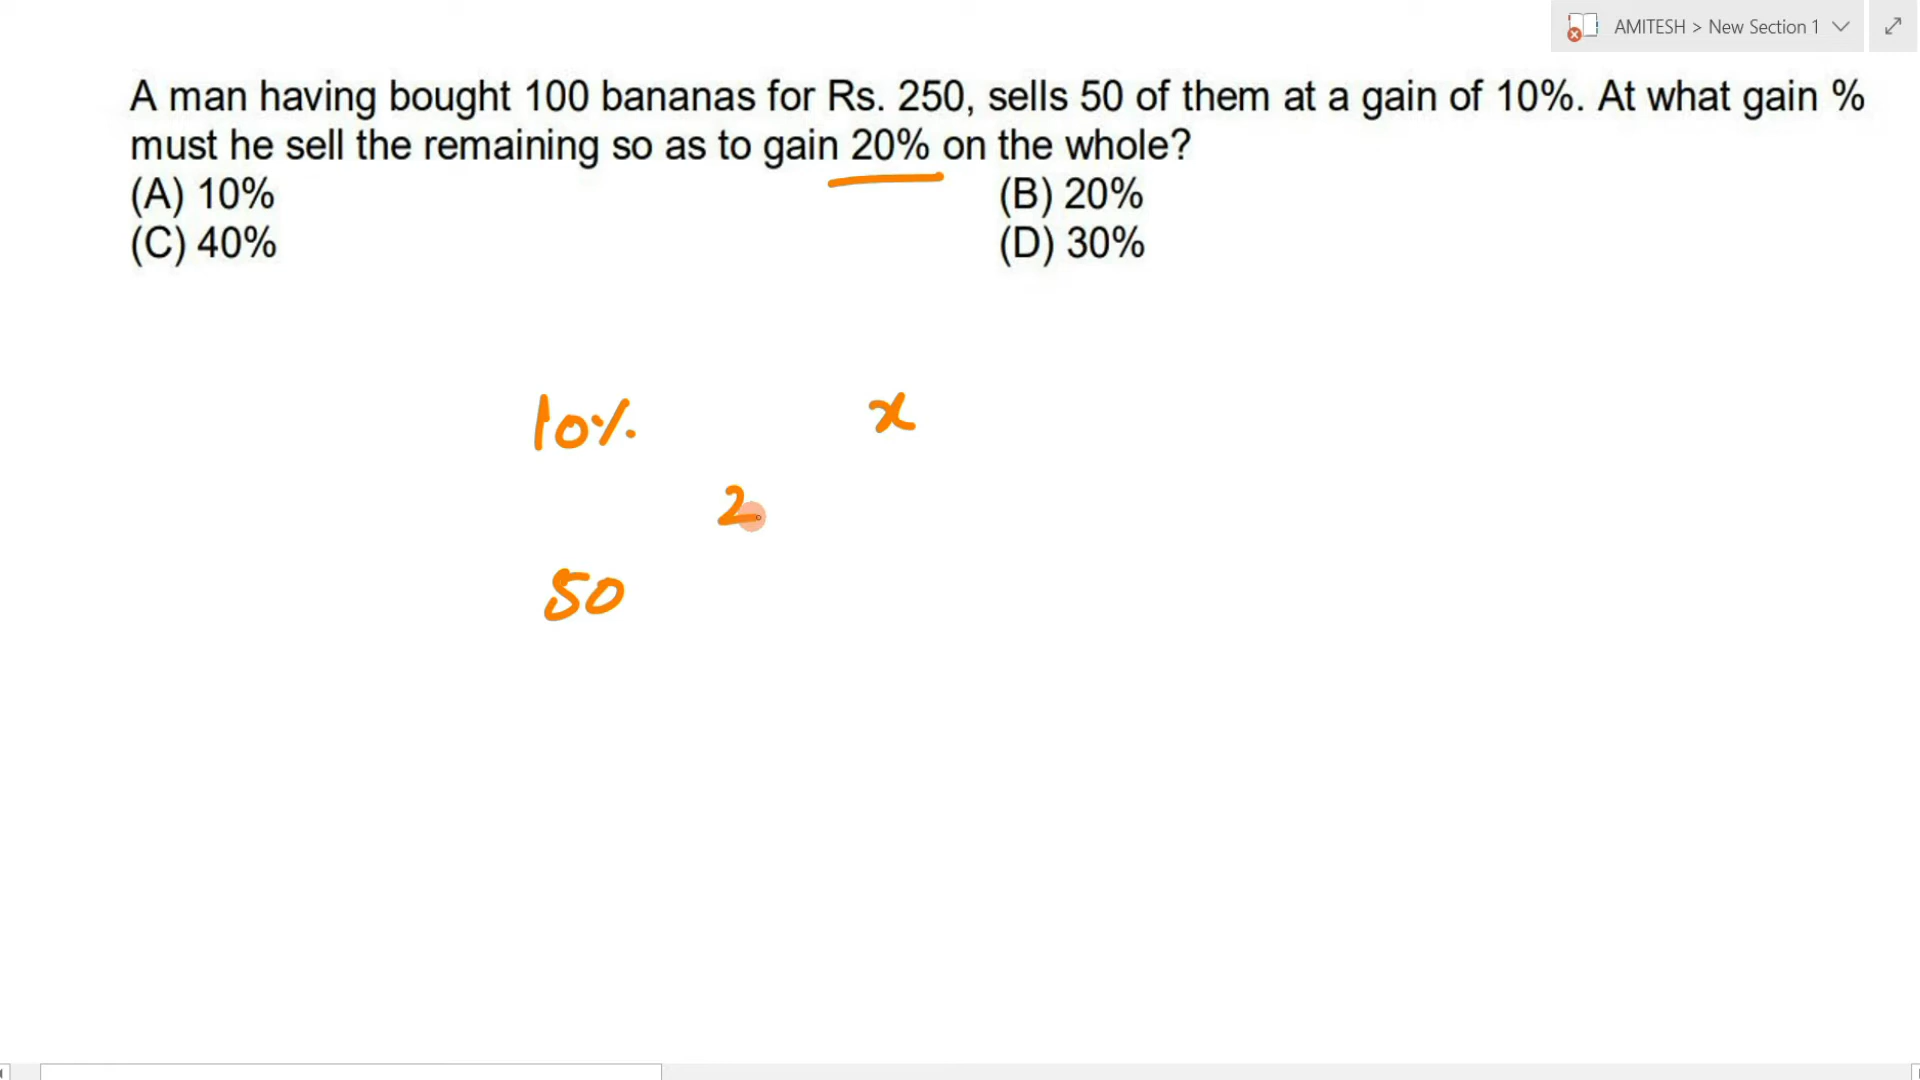 AMITESH > New Section 1
A man having bought 100 bananas for Rs. 250, sells 50 of them at a gain of 10%. At what gain %
must he sell the remaining so as to gain 20% on the whole?
(A) 10% (B) 20%
(C) 40% (D) 30%
10% x
2
50